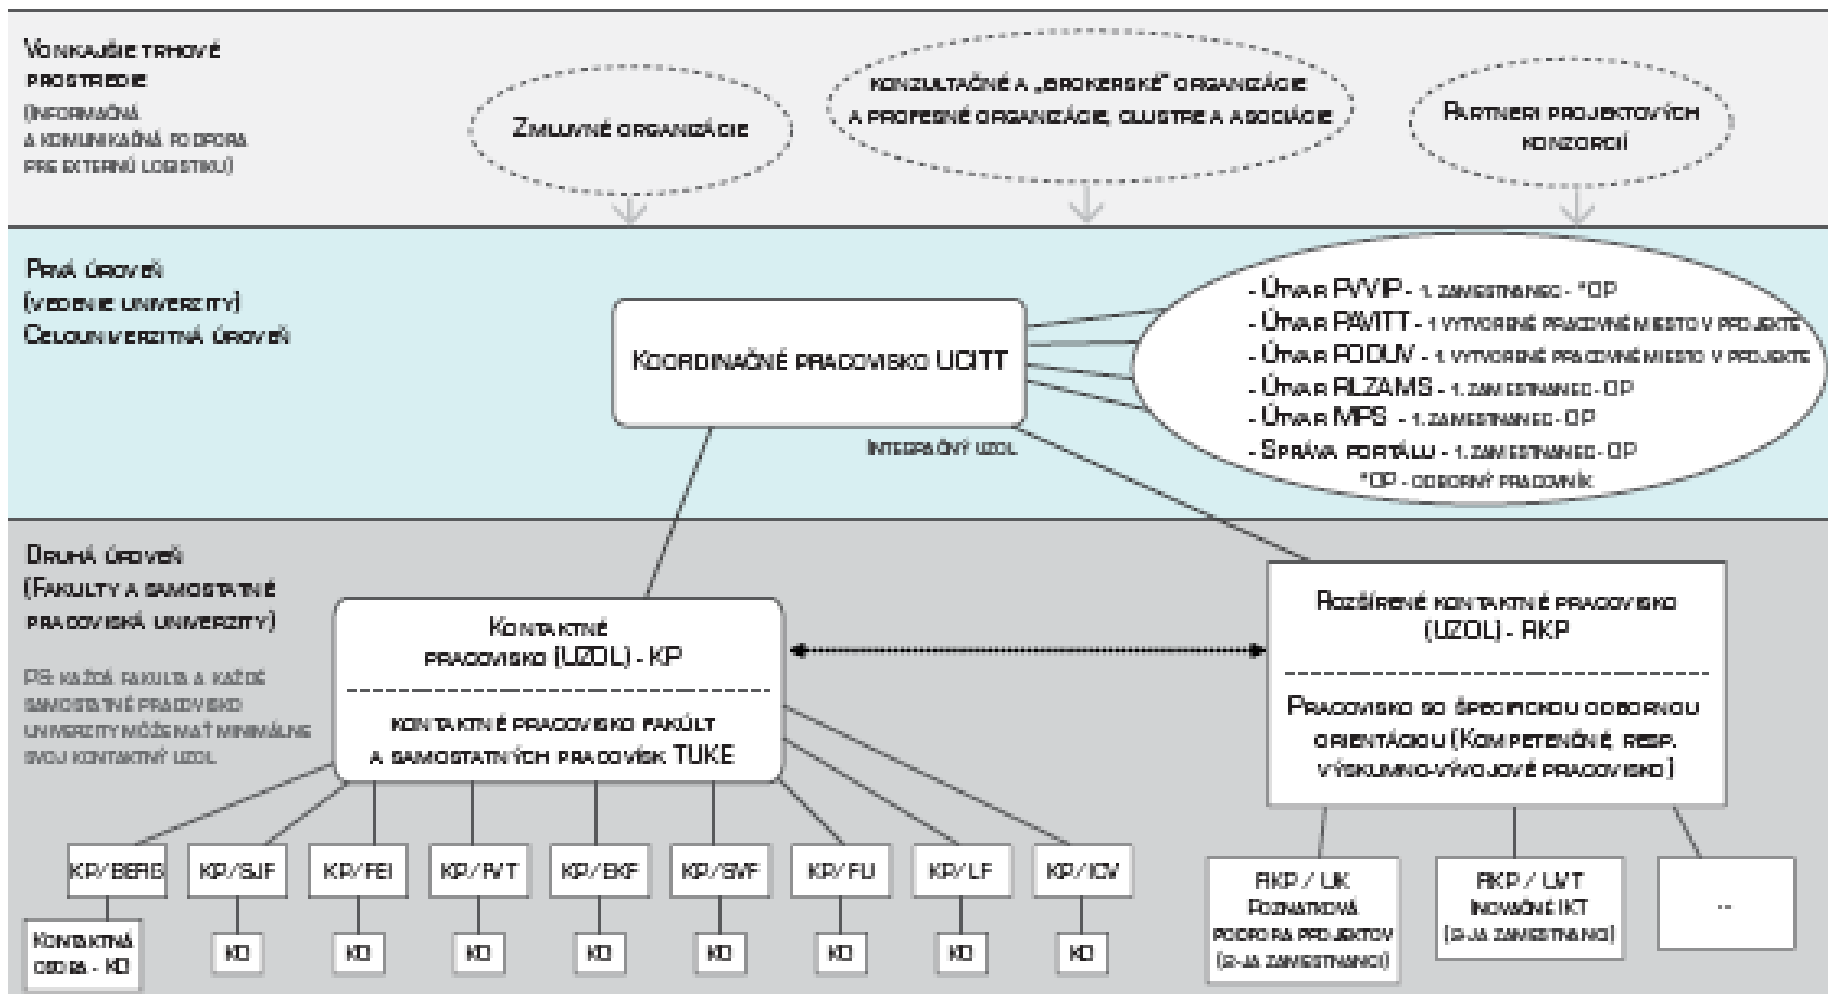 Vonkajšie trhové
prostredie
(informačná
a komunikačná podpora
pre externú logistiku)
Zmluvné organizácie
konzultačné a „brokerské“ organizácie
a profesné organizácie, clustre a asociácie
Partneri projektových
konzorcií
Prvá úroveň
(vedenie univerzity)
Celouniverzitná úroveň
Koordinačné pracovisko UCITT
Integračný uzol
- Útvar PVVIP - 1. zamestnanec - *OP
- Útvar PAVITT - 1 vytvorené pracovné miesto v projekte
- Útvar PODUV - 1. vytvorené pracovné miesto v projekte
- Útvar RLZAMS - 1. zamestnanec - OP
- Útvar MPS - 1. zamestnanec - OP
- Správa portálu - 1. zamestnanec - OP
*OP - odborný pracovník
Druhá úroveň
(Fakulty a samostatné
pracoviská univerzity)
PS: každá fakulta a každé
samostatné pracovisko
univerzity môže mať minimálne
svoj kontaktný uzol
Kontaktné
pracovisko (UZOL) - KP
kontaktné pracovisko fakúlt
a samostatných pracovísk TUKE
Rozšírené kontaktné pracovisko
(UZOL) - RKP
Pracovisko so špecifickou odbornou
orientáciou (Kompetenčné, resp.
výskumno-vývojové pracovisko)
KP/BERG
KP/SJF
KP/FEI
KP/FVT
KP/EKF
KP/SVF
KP/FU
KP/LF
KP/ICV
Kontaktná
osoba - KO
KO
KO
KO
KO
KO
KO
KO
KO
RKP / UK
Poznatková
podpora projektov
(2-ja zamestnanci)
RKP / UVT
Inovačné IKT
(2-ja zamestnanci)
...